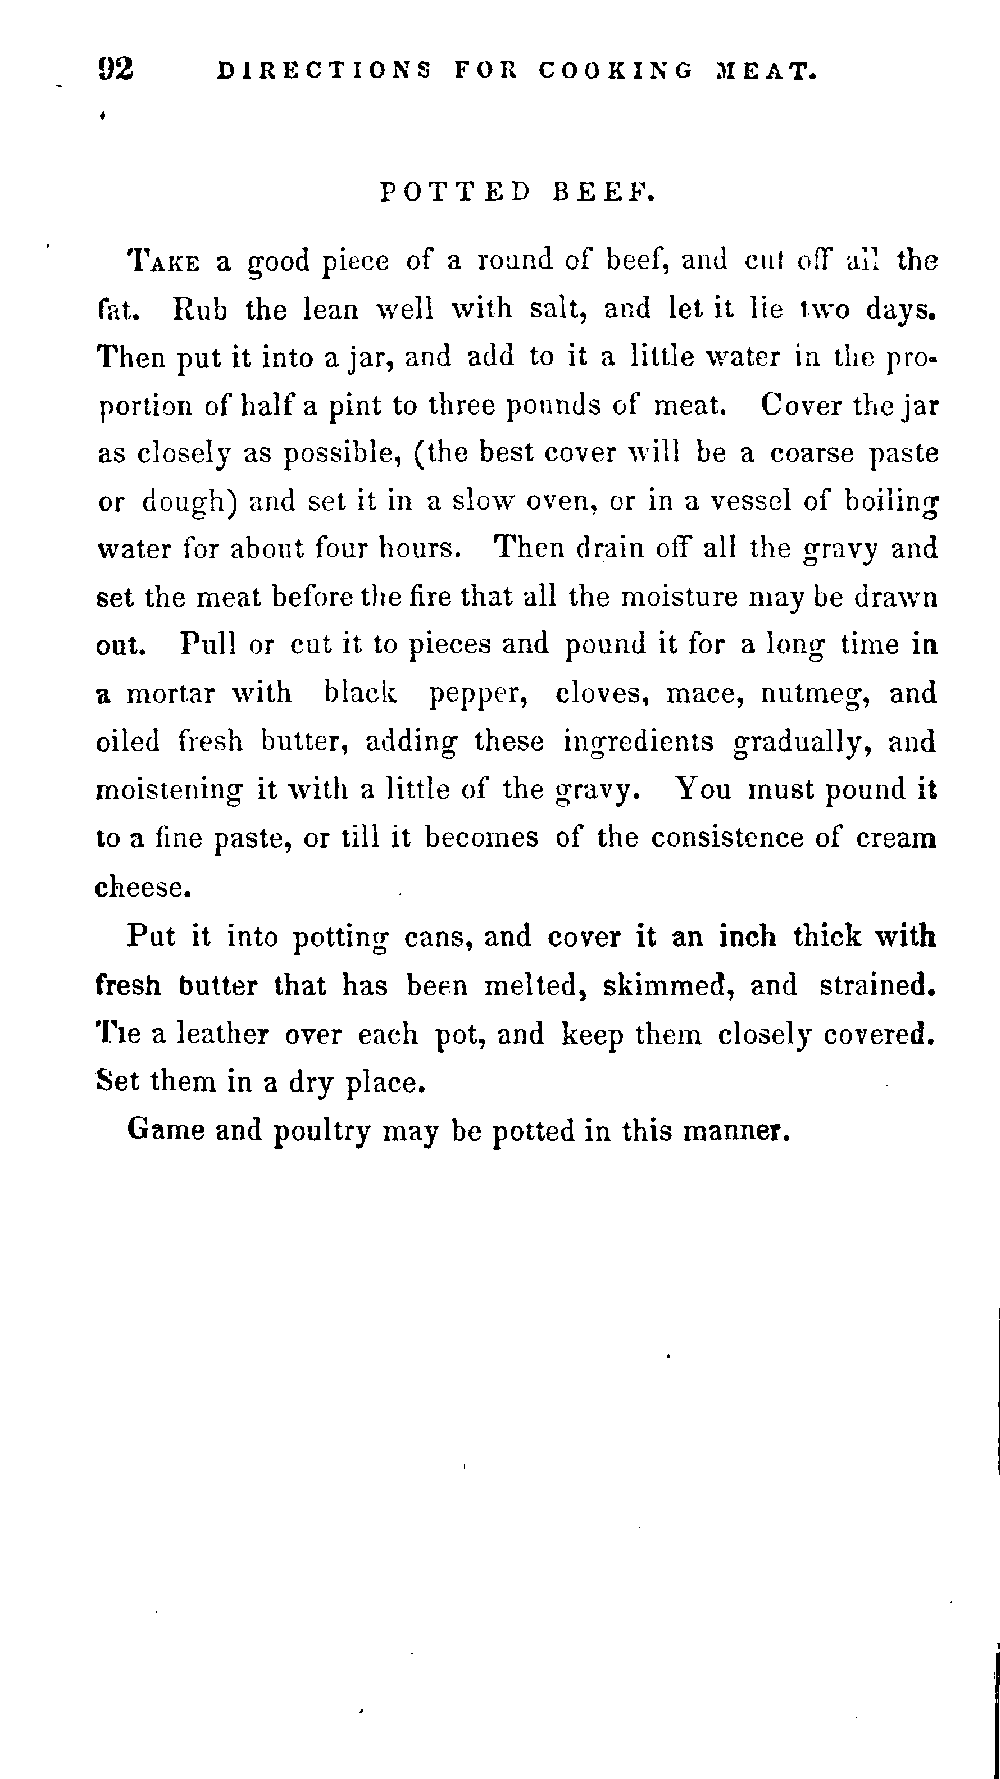 92 DIRECTIONS FOR COOKING MEAT.
POTTED BEEF.
TAKE a good piece of a round of beef, and cut off all the
fat. Rub the lean well with salt, and let it lie two days.
Then put it into a jar, and add to it a little water in the pro-
portion of half a pint to three pounds of meat. Cover the jar
as closely as possible, (the best cover will be a coarse paste
or dough) and set it in a slow oven, or in a vessel of boiling
water for about four hours. Then drain off all the gravy and
set the meat before the fire that all the moisture may be drawn
out. Pull or cut it to pieces and pound it for a long time in
a mortar with black pepper, cloves, mace, nutmeg, and
oiled fresh butter, adding these ingredients gradually, and
moistening it with a little of the gravy. You must pound it
to a fine paste, or till it becomes of the consistence of cream
cheese.
Put it into potting cans, and cover it an inch thick with
fresh butter that has been melted, skimmed, and strained.
Tie a leather over each pot, and keep them closely covered.
Set them in a dry place.
Game and poultry may be potted in this manner.